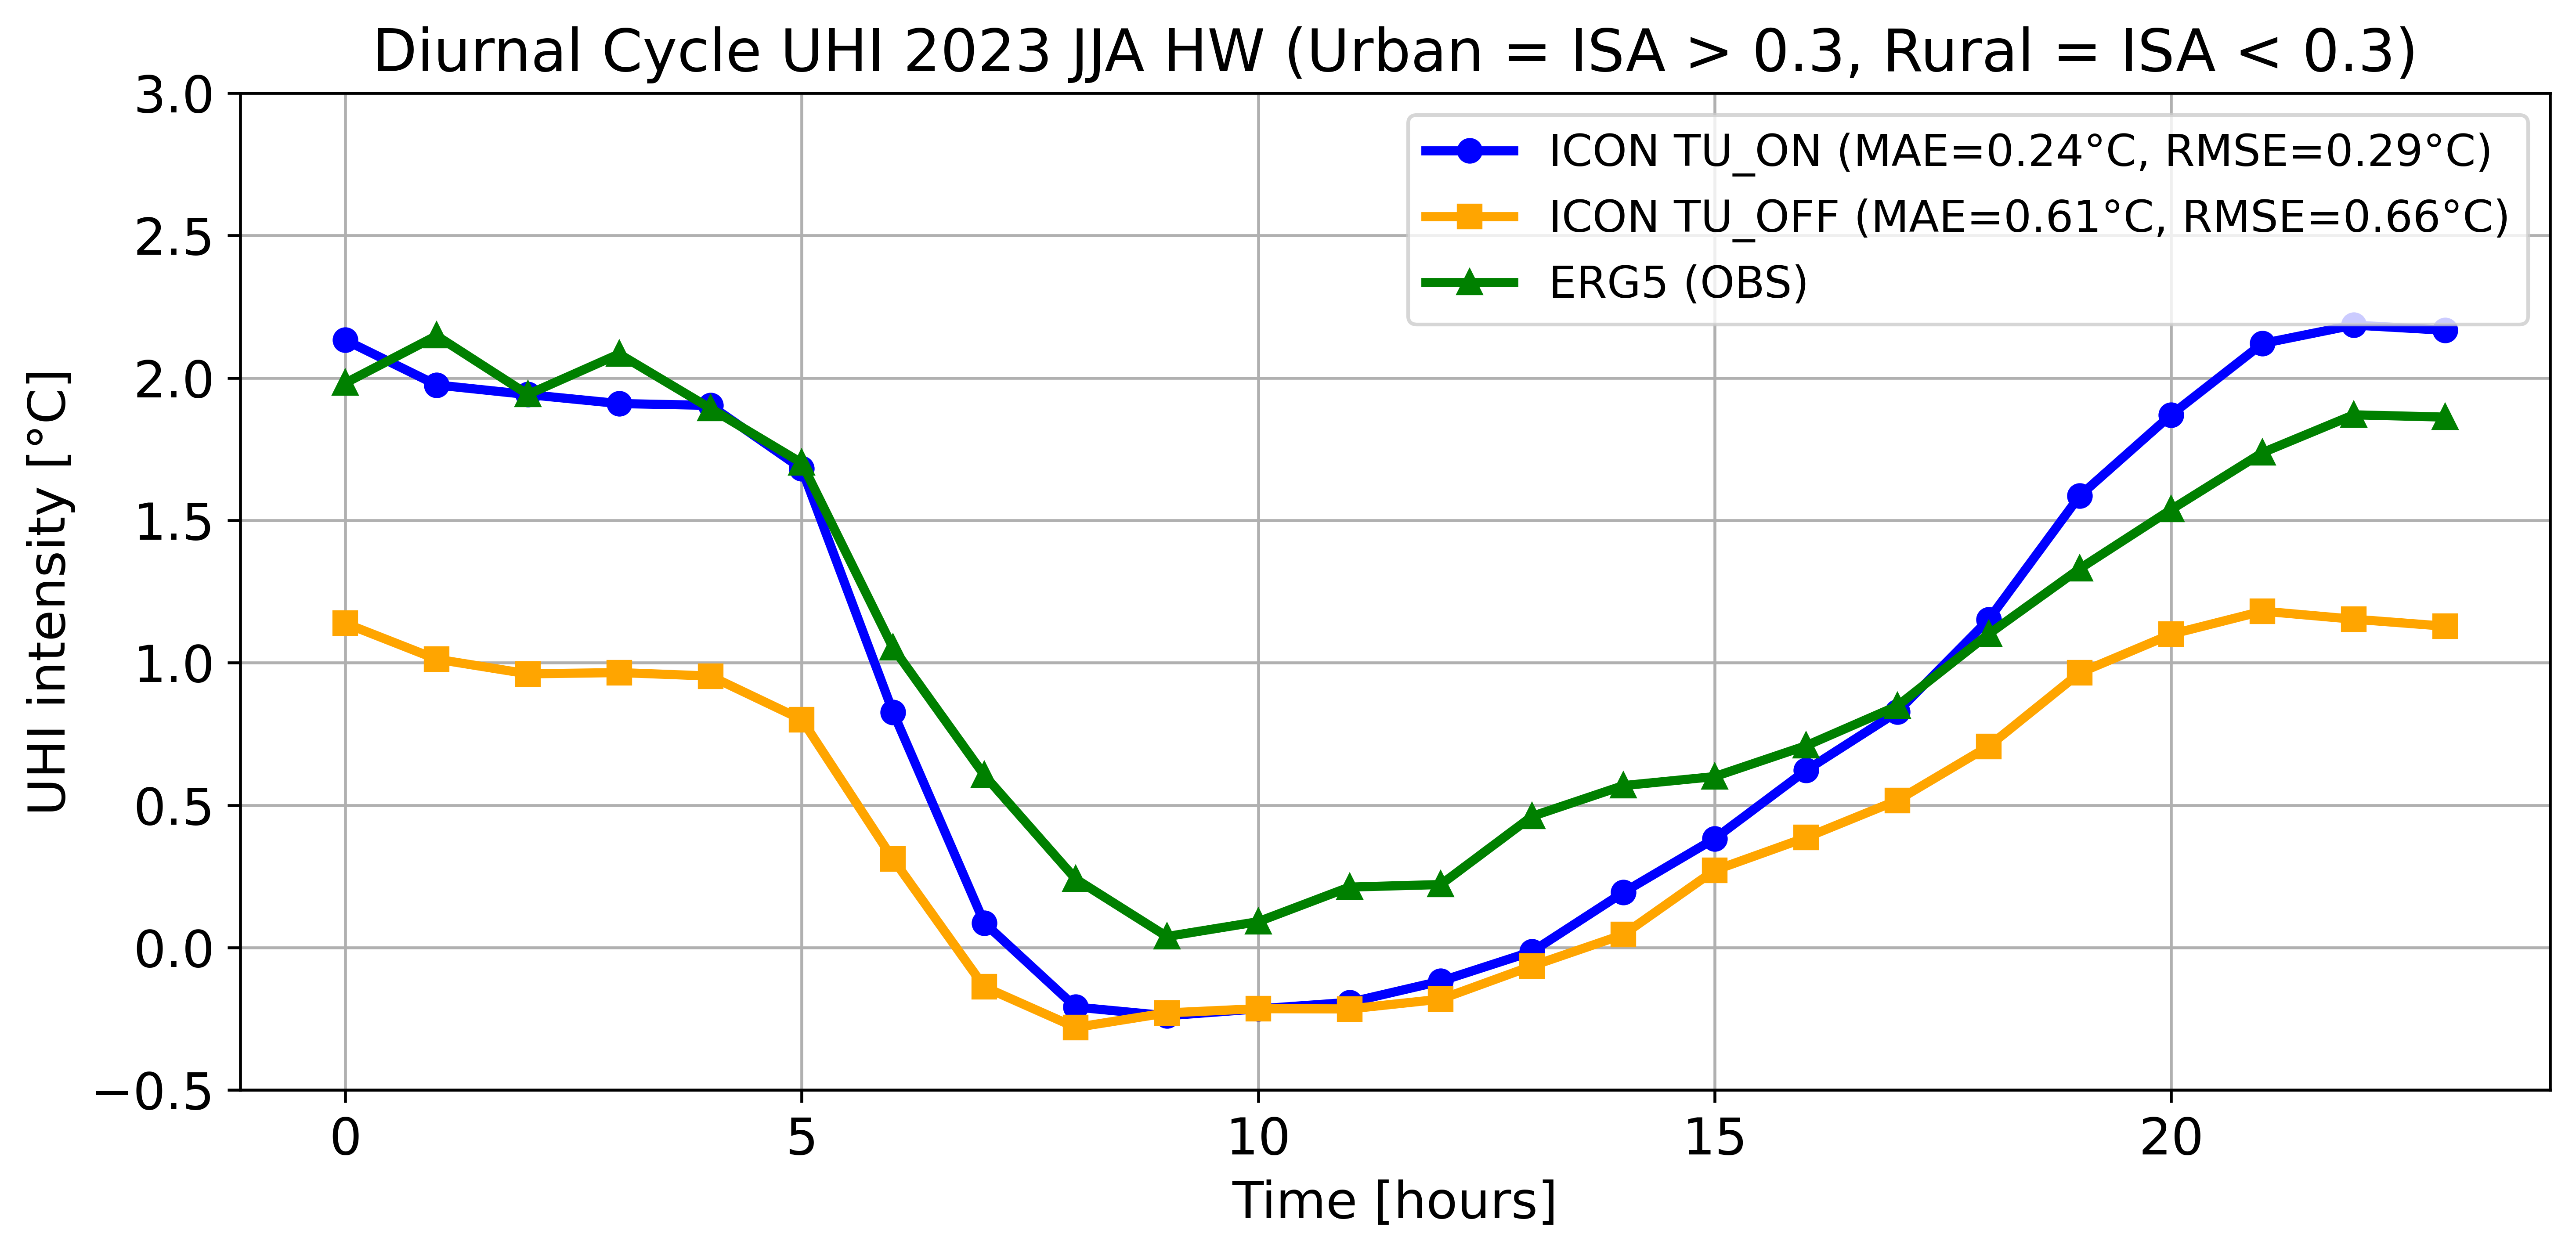 Diurnal Cycle UHI 2023 JJA HW (Urban = ISA > 0.3, Rural = ISA < 0.3)
3.0
2.5
2.0
1.5
1.0
0.5
0.0
−0.5
UHI intensity [°C]
ICON TU_ON (MAE=0.24°C, RMSE=0.29°C)
ICON TU_OFF (MAE=0.61°C, RMSE=0.66°C)
ERG5 (OBS)
0 5 10 15 20
Time [hours]